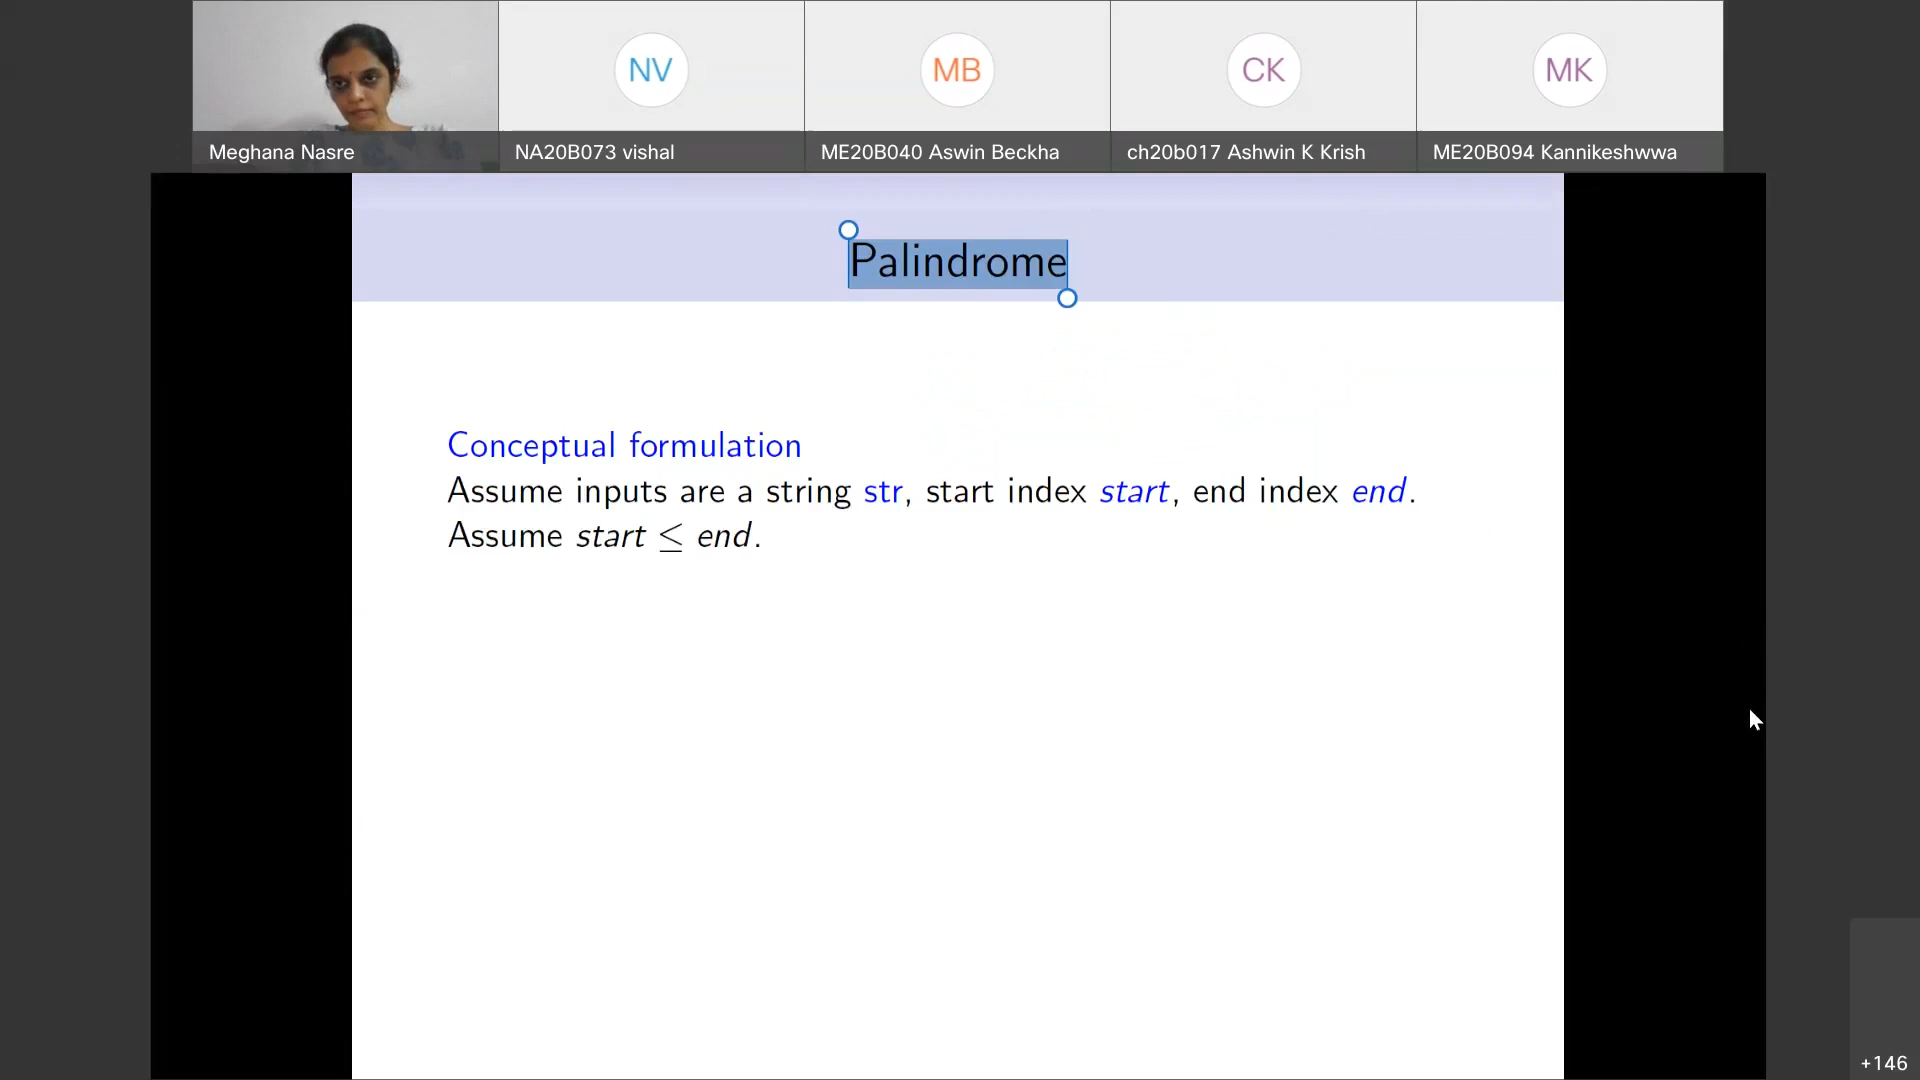 NV
MB
CK
MK
Meghana Nasre
NA20B073 vishal
ME20B040 Aswin Beckha
ch20b017 Ashwin K Krish
ME20B094 Kannikeshwwa
Palindrome
Conceptual formulation
Assume inputs are a string str, start index start, end index end.
Assume start ≤ end.
+146